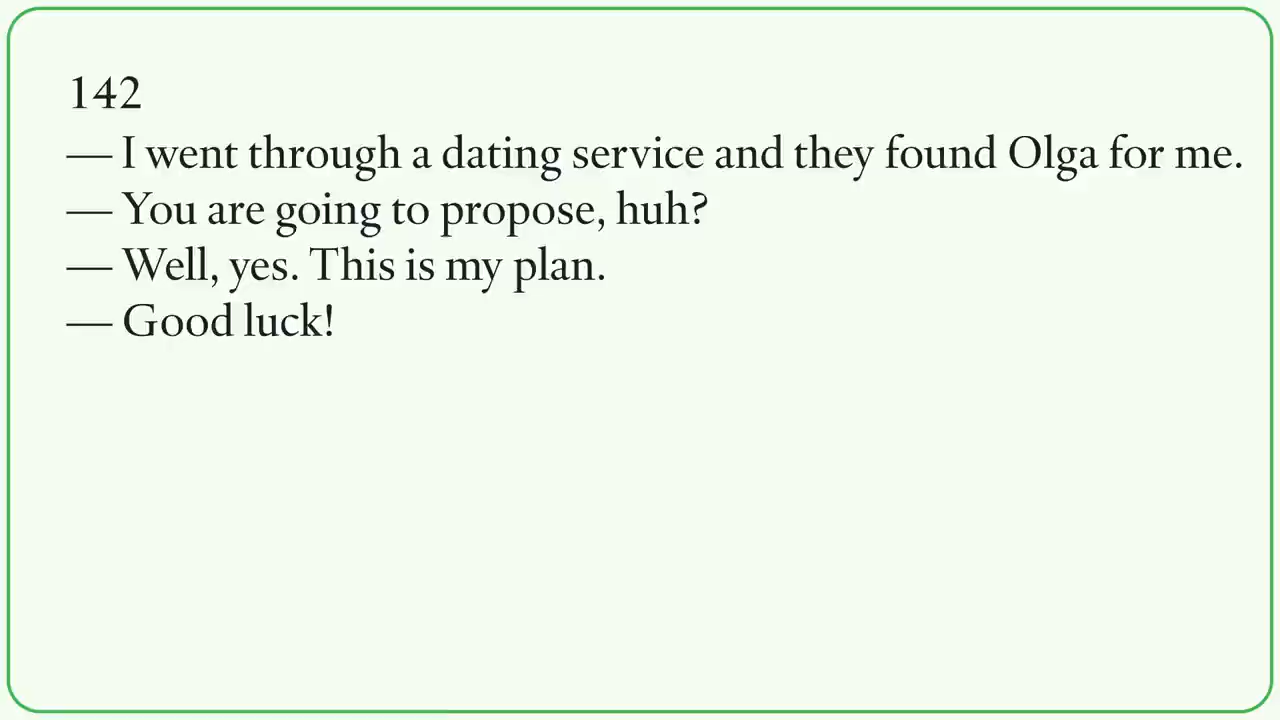 142
— I went through a dating service and they found Olga for me.
— You are going to propose, huh?
— Well, yes. This is my plan.
— Good luck!